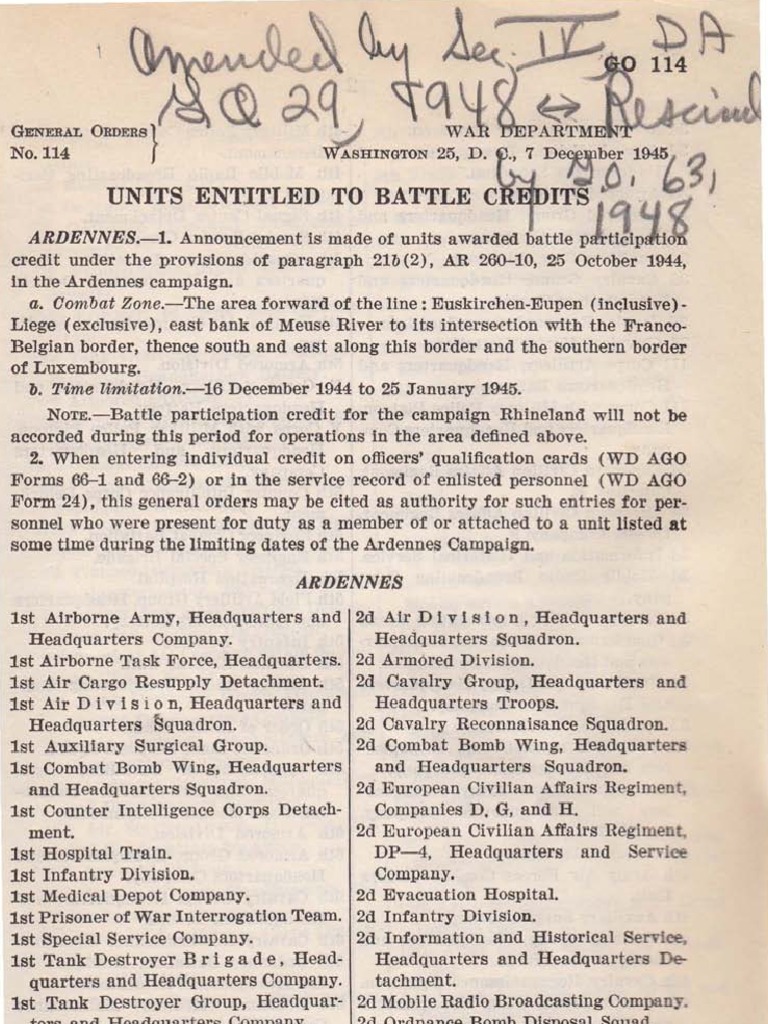 Amended by Sec. IV, DA
GO 114
GO 29, 1948 ↔ Rescind
GENERAL ORDERS }
No. 114
WAR DEPARTMENT
WASHINGTON 25, D. C., 7 December 1945
by G.O. 63,
1948
UNITS ENTITLED TO BATTLE CREDITS
ARDENNES.—1. Announcement is made of units awarded battle participation
credit under the provisions of paragraph 21b(2), AR 260–10, 25 October 1944,
in the Ardennes campaign.
a. Combat Zone.—The area forward of the line: Euskirchen-Eupen (inclusive)-
Liege (exclusive), east bank of Meuse River to its intersection with the Franco-
Belgian border, thence south and east along this border and the southern border
of Luxembourg.
b. Time limitation.—16 December 1944 to 25 January 1945.
NOTE.—Battle participation credit for the campaign Rhineland will not be
accorded during this period for operations in the area defined above.
2. When entering individual credit on officers' qualification cards (WD AGO
Forms 66–1 and 66–2) or in the service record of enlisted personnel (WD AGO
Form 24), this general orders may be cited as authority for such entries for per-
sonnel who were present for duty as a member of or attached to a unit listed at
some time during the limiting dates of the Ardennes Campaign.
ARDENNES
1st Airborne Army, Headquarters and
Headquarters Company.
1st Airborne Task Force, Headquarters.
1st Air Cargo Resupply Detachment.
1st Air Division, Headquarters and
Headquarters Squadron.
1st Auxiliary Surgical Group.
1st Combat Bomb Wing, Headquarters
and Headquarters Squadron.
1st Counter Intelligence Corps Detach-
ment.
1st Hospital Train.
1st Infantry Division.
1st Medical Depot Company.
1st Prisoner of War Interrogation Team.
1st Special Service Company.
1st Tank Destroyer Brigade, Head-
quarters and Headquarters Company.
1st Tank Destroyer Group, Headquar-
ters and Headquarters Company.
2d Air Division, Headquarters and
Headquarters Squadron.
2d Armored Division.
2d Cavalry Group, Headquarters and
Headquarters Troops.
2d Cavalry Reconnaisance Squadron.
2d Combat Bomb Wing, Headquarters
and Headquarters Squadron.
2d European Civilian Affairs Regiment,
Companies D, G, and H.
2d European Civilian Affairs Regiment,
DP—4, Headquarters and Service
Company.
2d Evacuation Hospital.
2d Infantry Division.
2d Information and Historical Service,
Headquarters and Headquarters De-
tachment.
2d Mobile Radio Broadcasting Company.
2d Ordnance Bomb Disposal Squad.